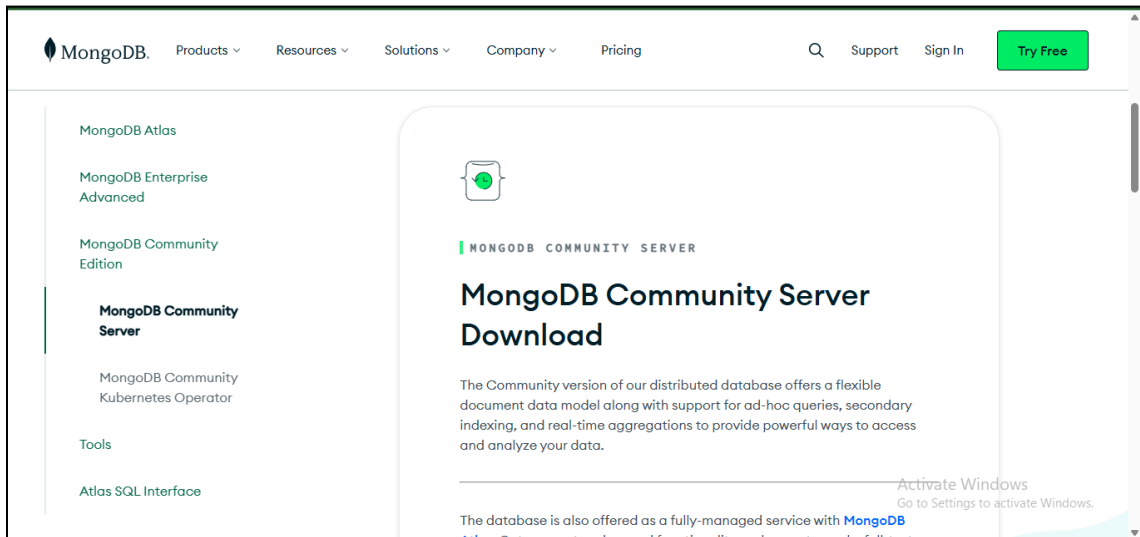 MongoDB.
Products
Resources
Solutions
Company
Pricing
Support
Sign In
Try Free
MongoDB Atlas
MongoDB Enterprise
Advanced
MongoDB Community
Edition
MongoDB Community
Server
MongoDB Community
Kubernetes Operator
Tools
Atlas SQL Interface
MONGODB COMMUNITY SERVER
MongoDB Community Server
Download
The Community version of our distributed database offers a flexible
document data model along with support for ad-hoc queries, secondary
indexing, and real-time aggregations to provide powerful ways to access
and analyze your data.
The database is also offered as a fully-managed service with MongoDB
Activate Windows
Go to Settings to activate Windows.